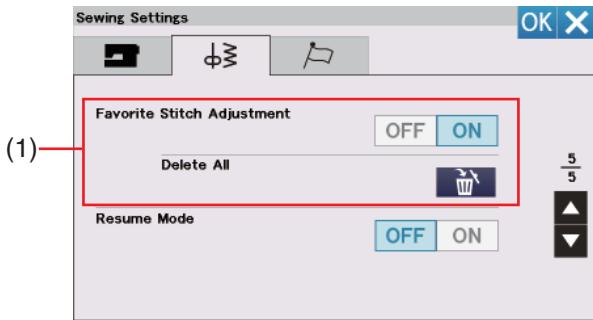 Sewing Settings
OK
Favorite Stitch Adjustment
OFF ON
(1)
Delete All
5
5
Resume Mode
OFF ON